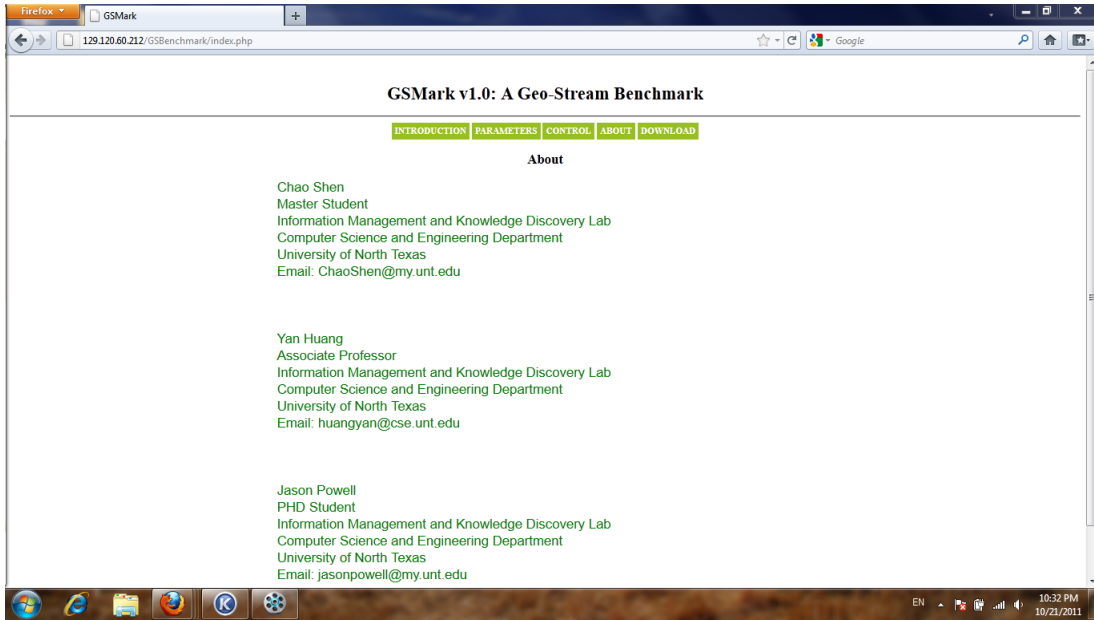 Firefox
GSMark
129.120.60.212/GSBenchmark/index.php
Google
GSMark v1.0: A Geo-Stream Benchmark
INTRODUCTION PARAMETERS CONTROL ABOUT DOWNLOAD
About
Chao Shen
Master Student
Information Management and Knowledge Discovery Lab
Computer Science and Engineering Department
University of North Texas
Email: ChaoShen@my.unt.edu
Yan Huang
Associate Professor
Information Management and Knowledge Discovery Lab
Computer Science and Engineering Department
University of North Texas
Email: huangyan@cse.unt.edu
Jason Powell
PHD Student
Information Management and Knowledge Discovery Lab
Computer Science and Engineering Department
University of North Texas
Email: jasonpowell@my.unt.edu
EN
10:32 PM
10/21/2011